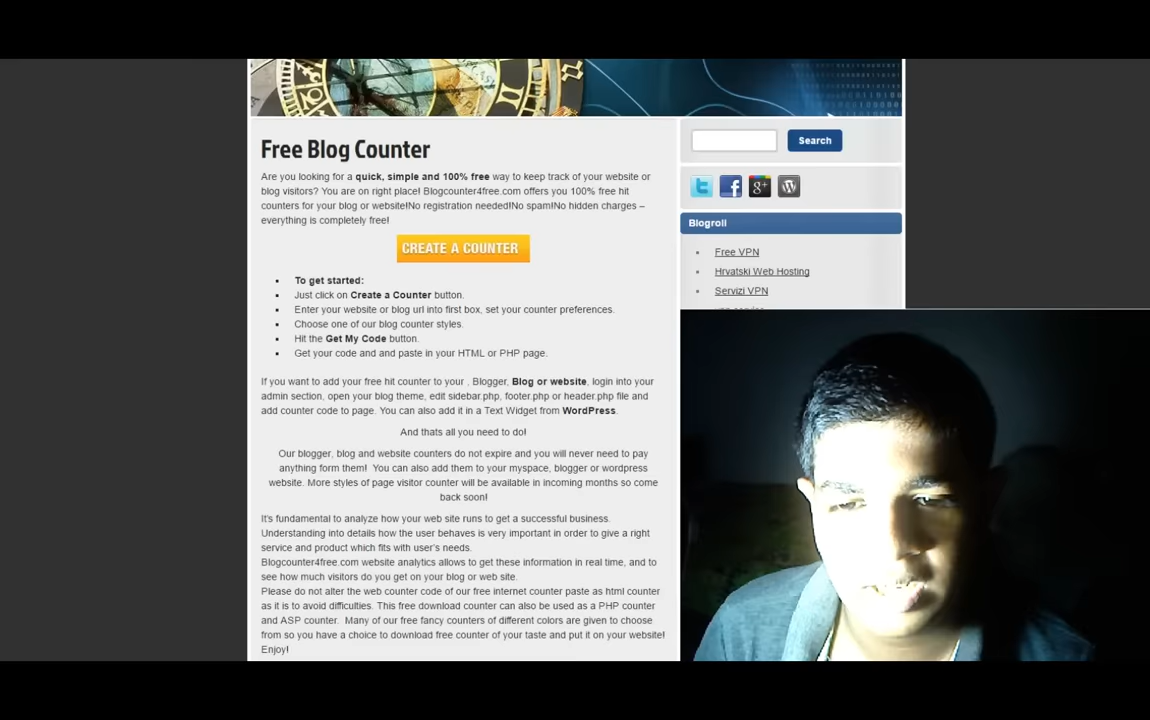 Free Blog Counter
Are you looking for a quick, simple and 100% free way to keep track of your website or
blog visitors? You are on right place! Blogcounter4free.com offers you 100% free hit
counters for your blog or website!No registration needed!No spam!No hidden charges –
everything is completely free!
CREATE A COUNTER
To get started:
Just click on Create a Counter button.
Enter your website or blog url into first box, set your counter preferences.
Choose one of our blog counter styles.
Hit the Get My Code button.
Get your code and and paste in your HTML or PHP page.
If you want to add your free hit counter to your . Blogger, Blog or website, login into your
admin section, open your blog theme, edit sidebar.php, footer.php or header.php file and
add counter code to page. You can also add it in a Text Widget from WordPress.
And thats all you need to do!
Our blogger, blog and website counters do not expire and you will never need to pay
anything form them! You can also add them to your myspace, blogger or wordpress
website. More styles of page visitor counter will be available in incoming months so come
back soon!
It's fundamental to analyze how your web site runs to get a successful business.
Understanding into details how the user behaves is very important in order to give a right
service and product which fits with user's needs.
Blogcounter4free.com website analytics allows to get these information in real time, and to
see how much visitors do you get on your blog or web site.
Please do not alter the web counter code of our free internet counter paste as html counter
as it is to avoid difficulties. This free download counter can also be used as a PHP counter
and ASP counter. Many of our free fancy counters of different colors are given to choose
from so you have a choice to download free counter of your taste and put it on your website!
Enjoy!
Search
Blogroll
Free VPN
Hrvatski Web Hosting
Servizi VPN